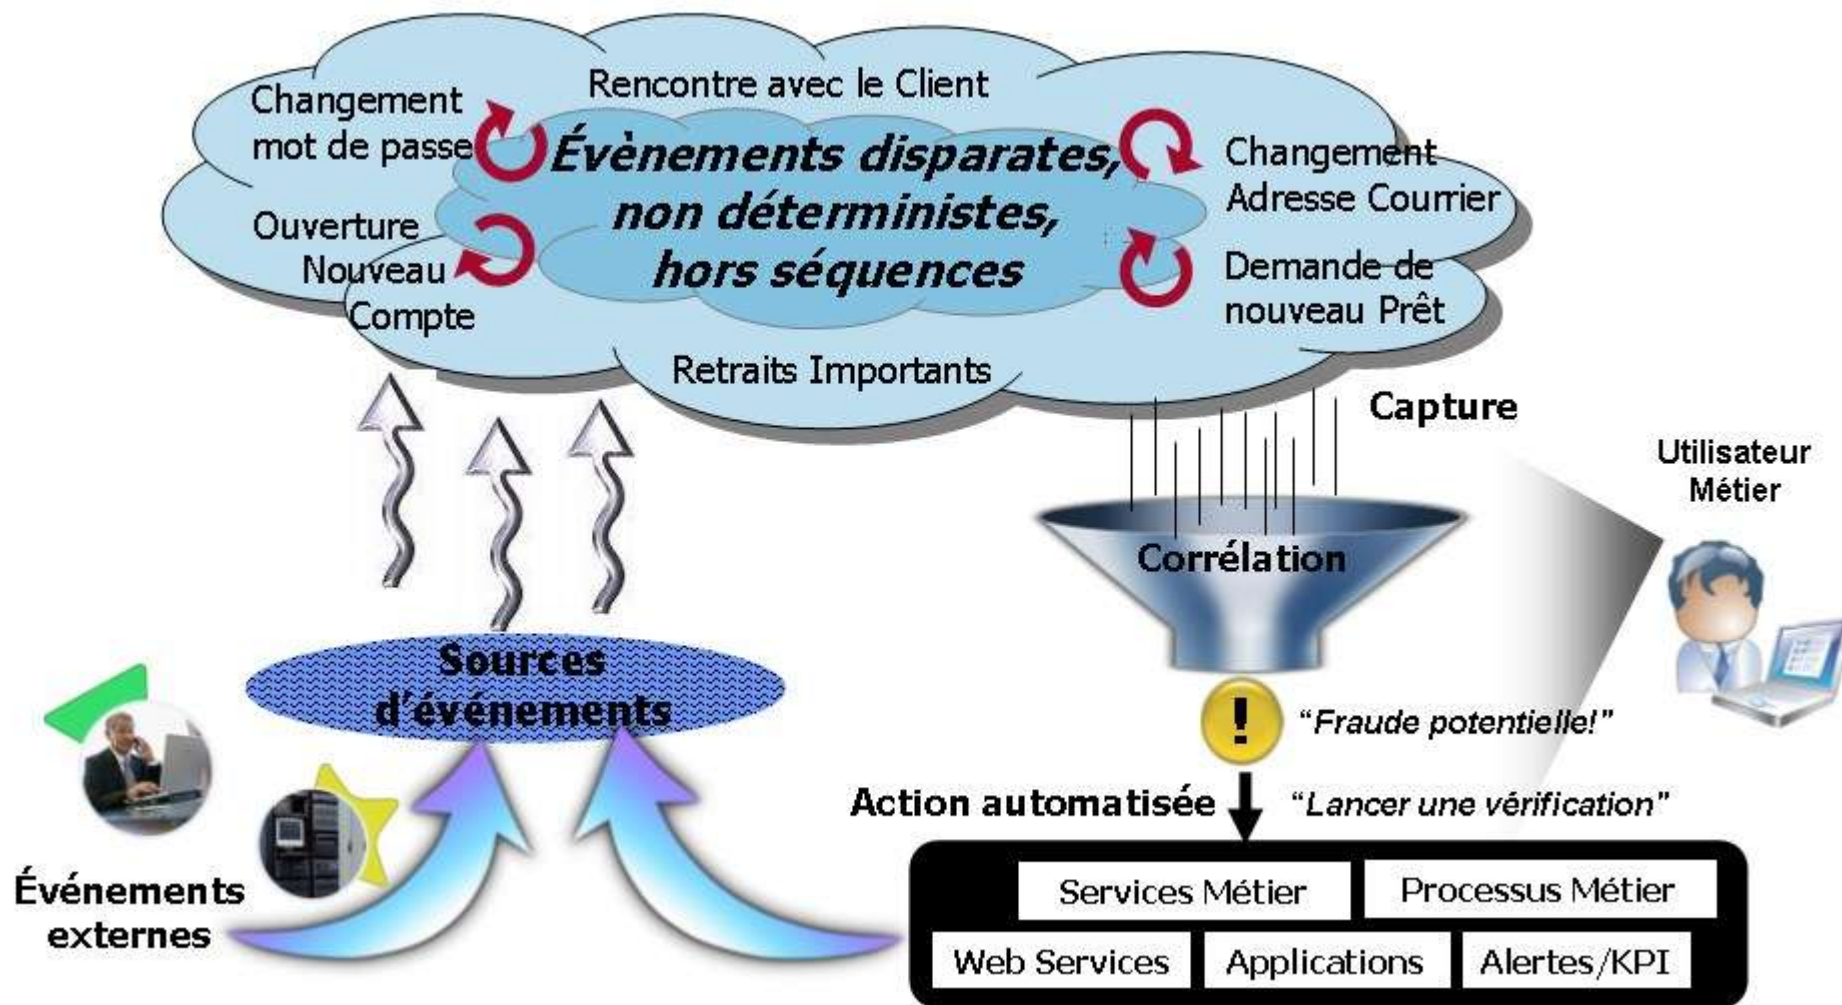 Rencontre avec le Client
Changement
mot de passe
Évènements disparates,
non déterministes,
hors séquences
Changement
Adresse Courrier
Ouverture
Nouveau
Compte
Demande de
nouveau Prêt
Retraits Importants
Capture
Utilisateur
Métier
Corrélation
Sources
d'événements
!
“Fraude potentielle!”
Action automatisée
“Lancer une vérification”
Événements
externes
Services Métier
Processus Métier
Web Services
Applications
Alertes/KPI